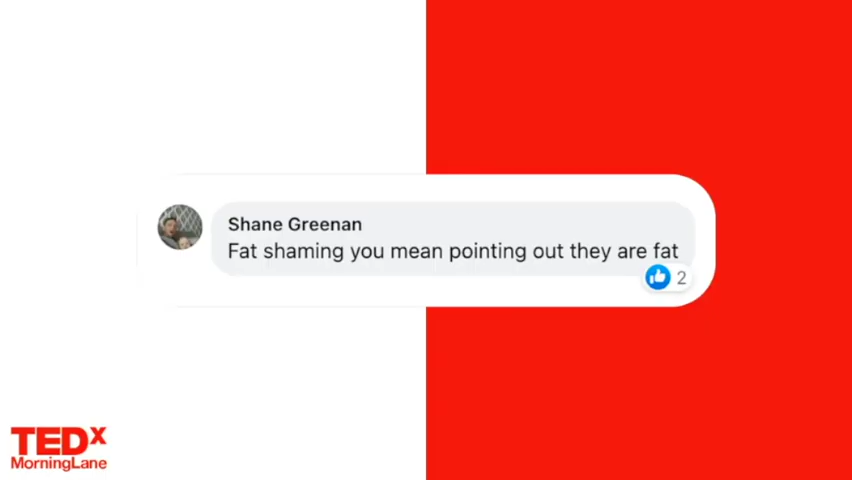 Shane Greenan
Fat shaming you mean pointing out they are fat
2
TEDx
MorningLane